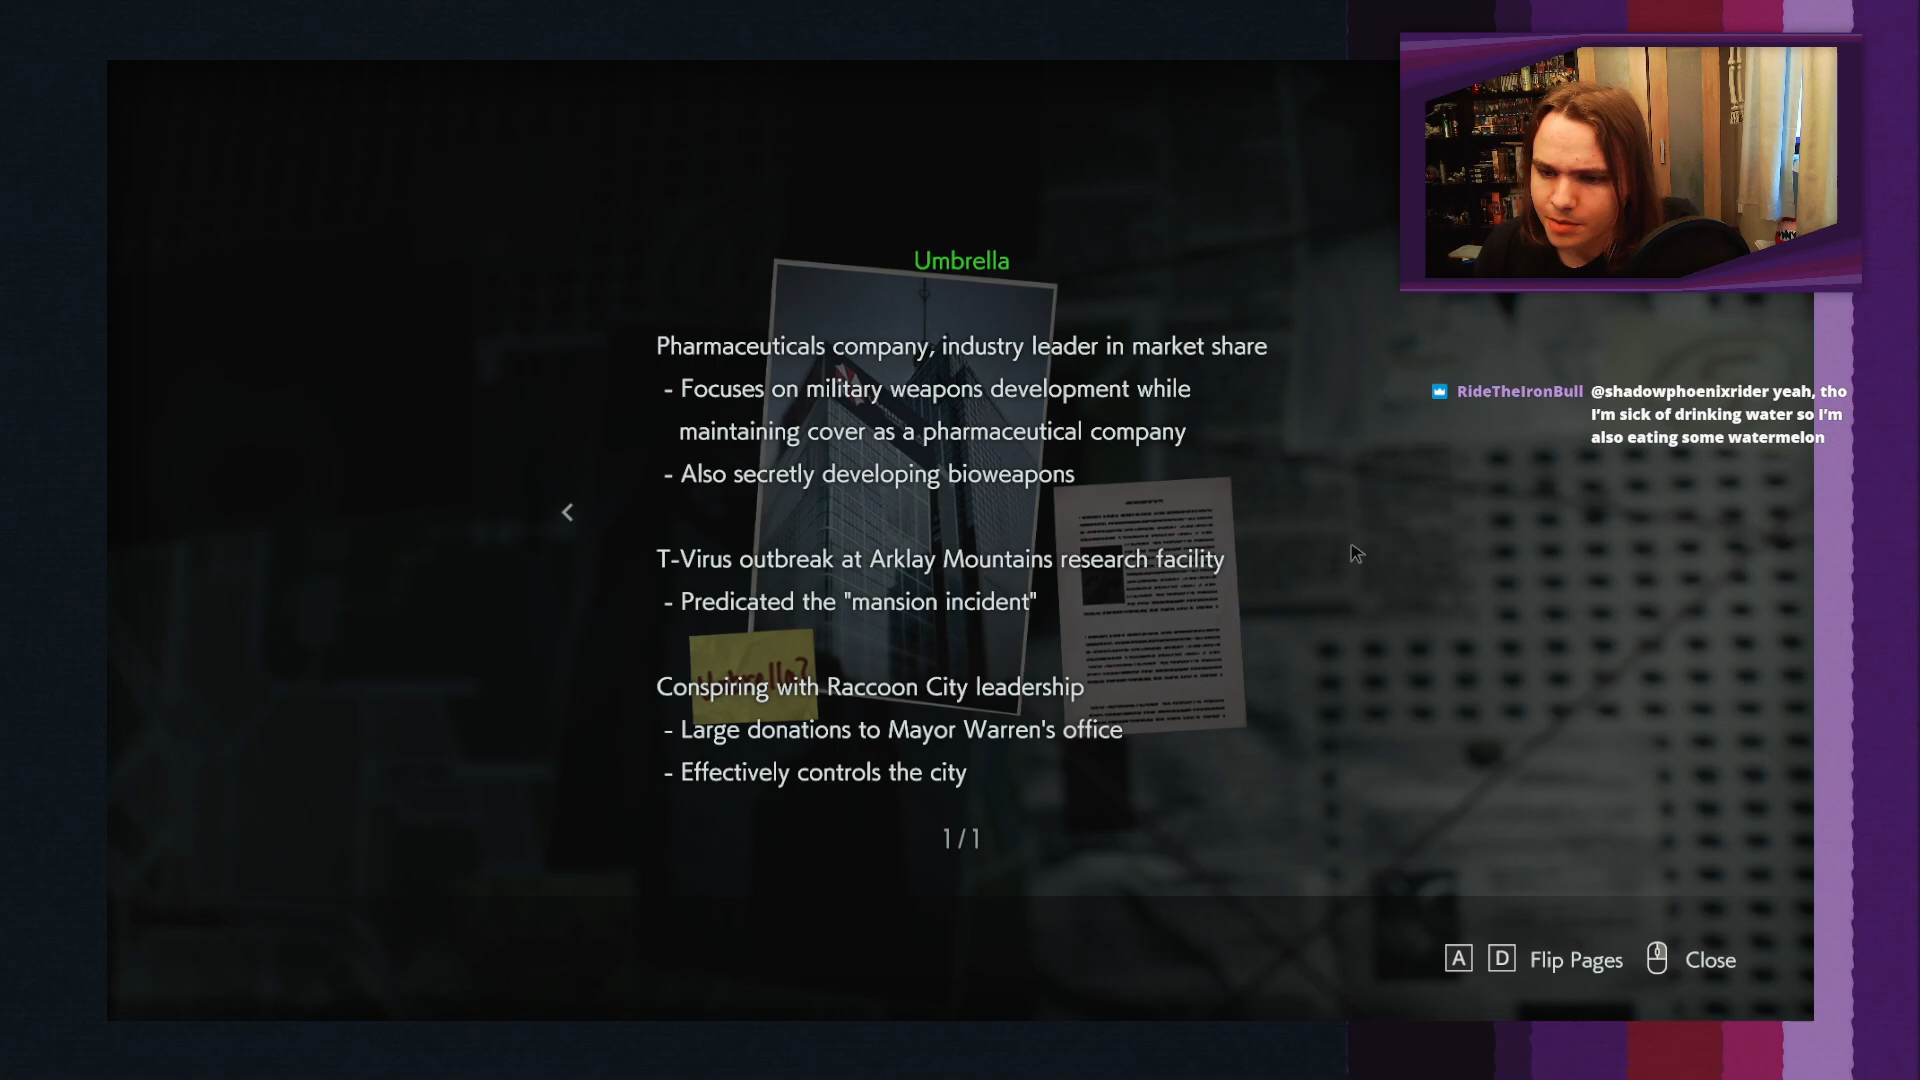 Umbrella
Pharmaceuticals company, industry leader in market share
- Focuses on military weapons development while
maintaining cover as a pharmaceutical company
- Also secretly developing bioweapons
T-Virus outbreak at Arklay Mountains research facility
- Predicated the "mansion incident"
Conspiring with Raccoon City leadership
- Large donations to Mayor Warren's office
- Effectively controls the city
1 / 1
A D Flip Pages Close
RideTheIronBull @shadowphoenixrider yeah, tho
I'm sick of drinking water so I'm
also eating some watermelon